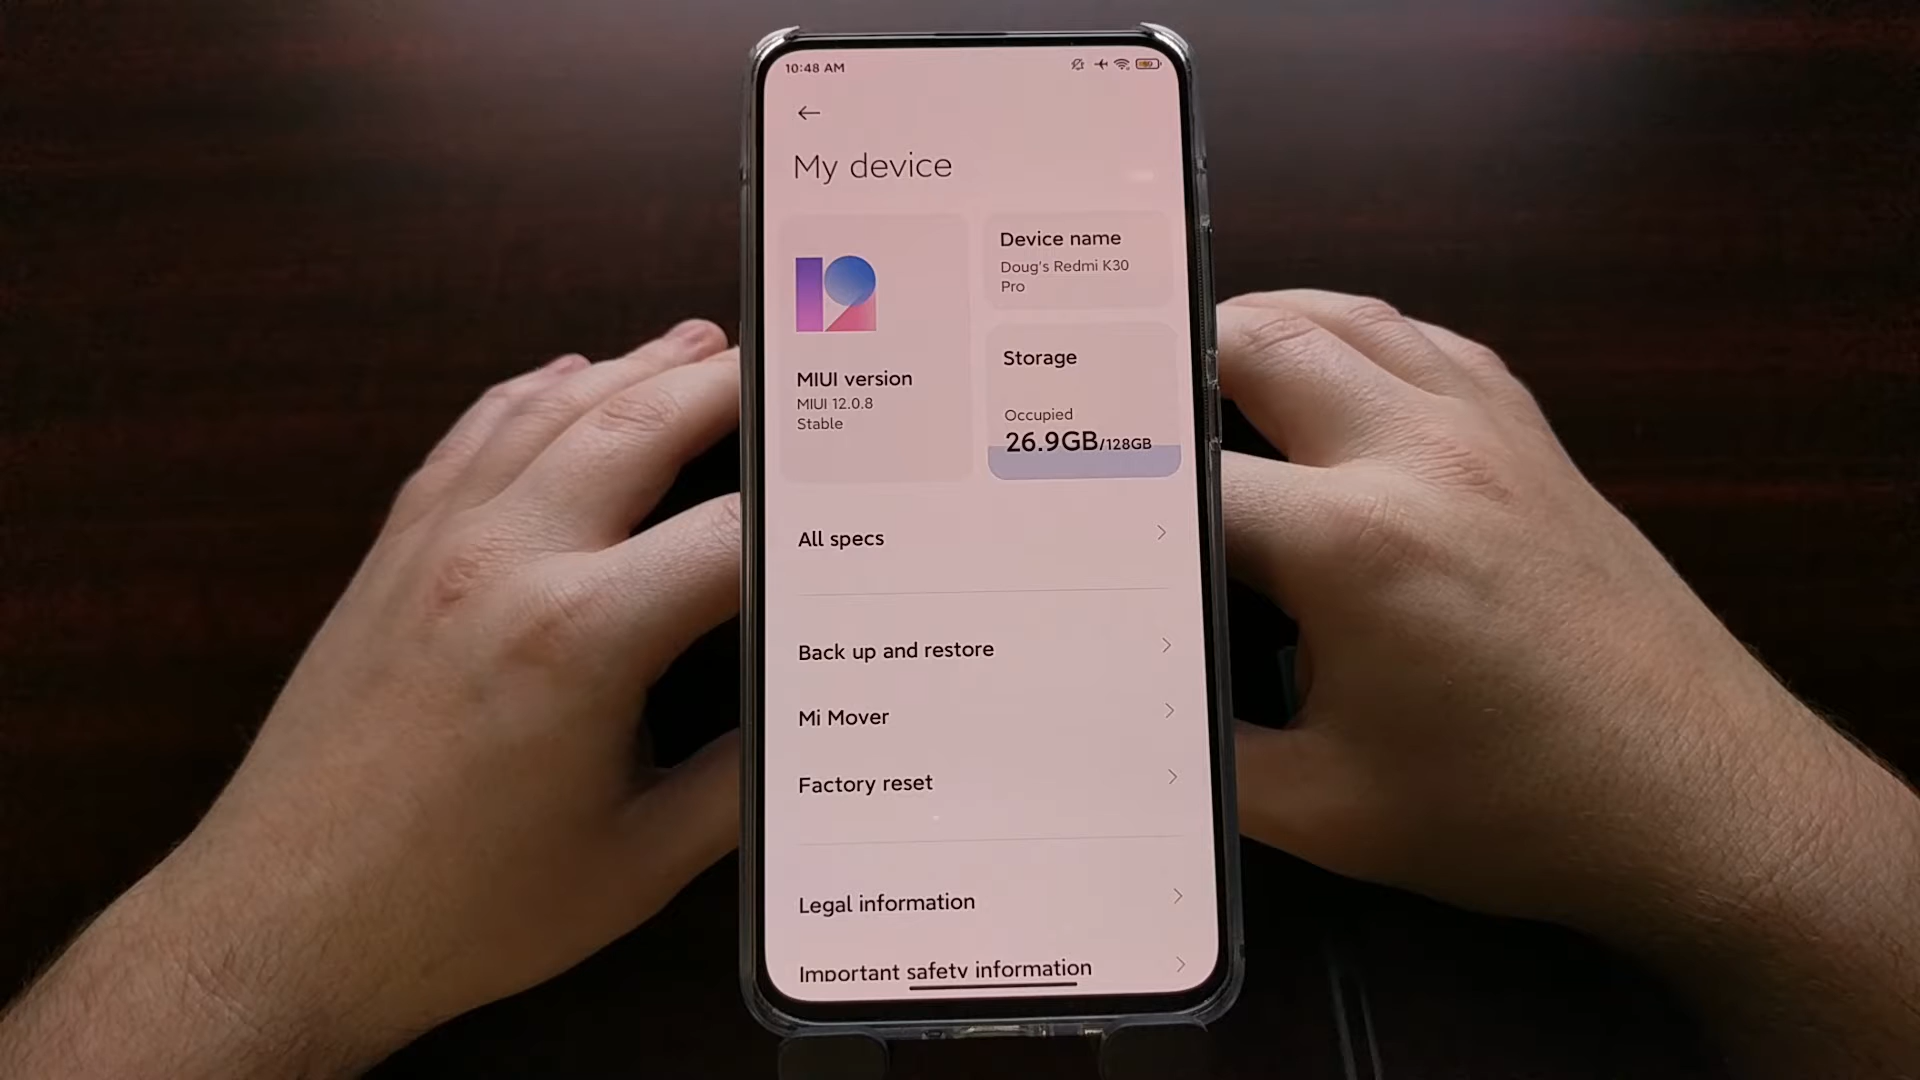 10:48 AM
My device
12
MIUI version
MIUI 12.0.8
Stable
Device name
Doug's Redmi K30
Pro
Storage
Occupied
26.9GB/128GB
All specs
Back up and restore
Mi Mover
Factory reset
Legal information
Important safety information